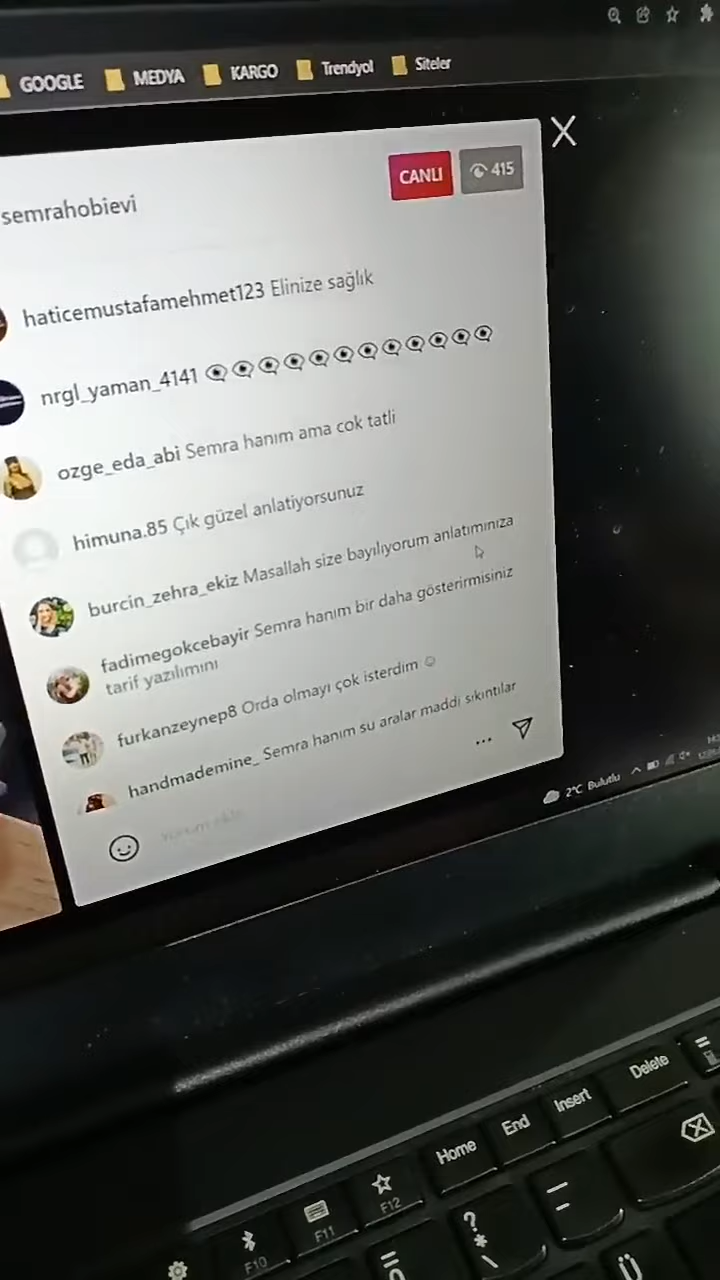 GOOGLE MEDYA KARGO Trendyol Siteler
semrahobievi CANLI 415
haticemustafamehmet123 Elinize sağlık
nrgl_yaman_4141 👁‍🗨👁‍🗨👁‍🗨👁‍🗨👁‍🗨👁‍🗨👁‍🗨👁‍🗨👁‍🗨👁‍🗨👁‍🗨👁‍🗨
ozge_eda_abi Semra hanım ama cok tatli
himuna.85 Çık güzel anlatiyorsunuz
burcin_zehra_ekiz Masallah size bayılıyorum anlatımınıza
fadimegokcebayir Semra hanım bir daha gösterirmisiniz
tarif yazılımını
furkanzeynep8 Orda olmayı çok isterdim ☺
handmademine_ Semra hanım su aralar maddi sıkıntılar
2°C Bulutlu
Home End Insert Delete
F10 F11 F12
? * \ = Ü